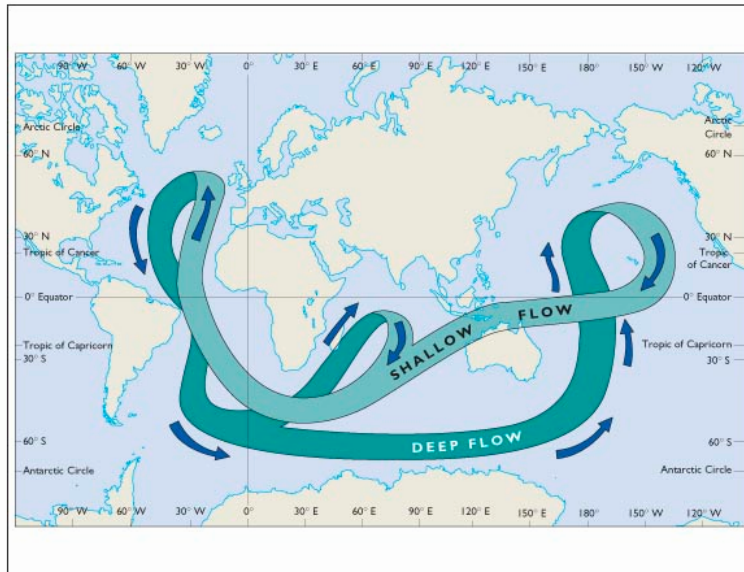 90° W 60° W 30° W 0° 30° E 60° E 90° E 120° E 150° E 180° 150° W 120° W
Arctic Circle
Arctic
Circle
60° N
60° N
30° N
30° N
Tropic of Cancer
Tropic
of Cancer
0° Equator
0° Equator
SHALLOW FLOW
Tropic of Capricorn
Tropic of Capricorn
30° S
30° S
DEEP FLOW
60° S
60° S
Antarctic Circle
Antarctic Circle
90° W 60° W 30° W 0° 30° E 60° E 90° E 120° E 150° E 180° 150° W 120° W